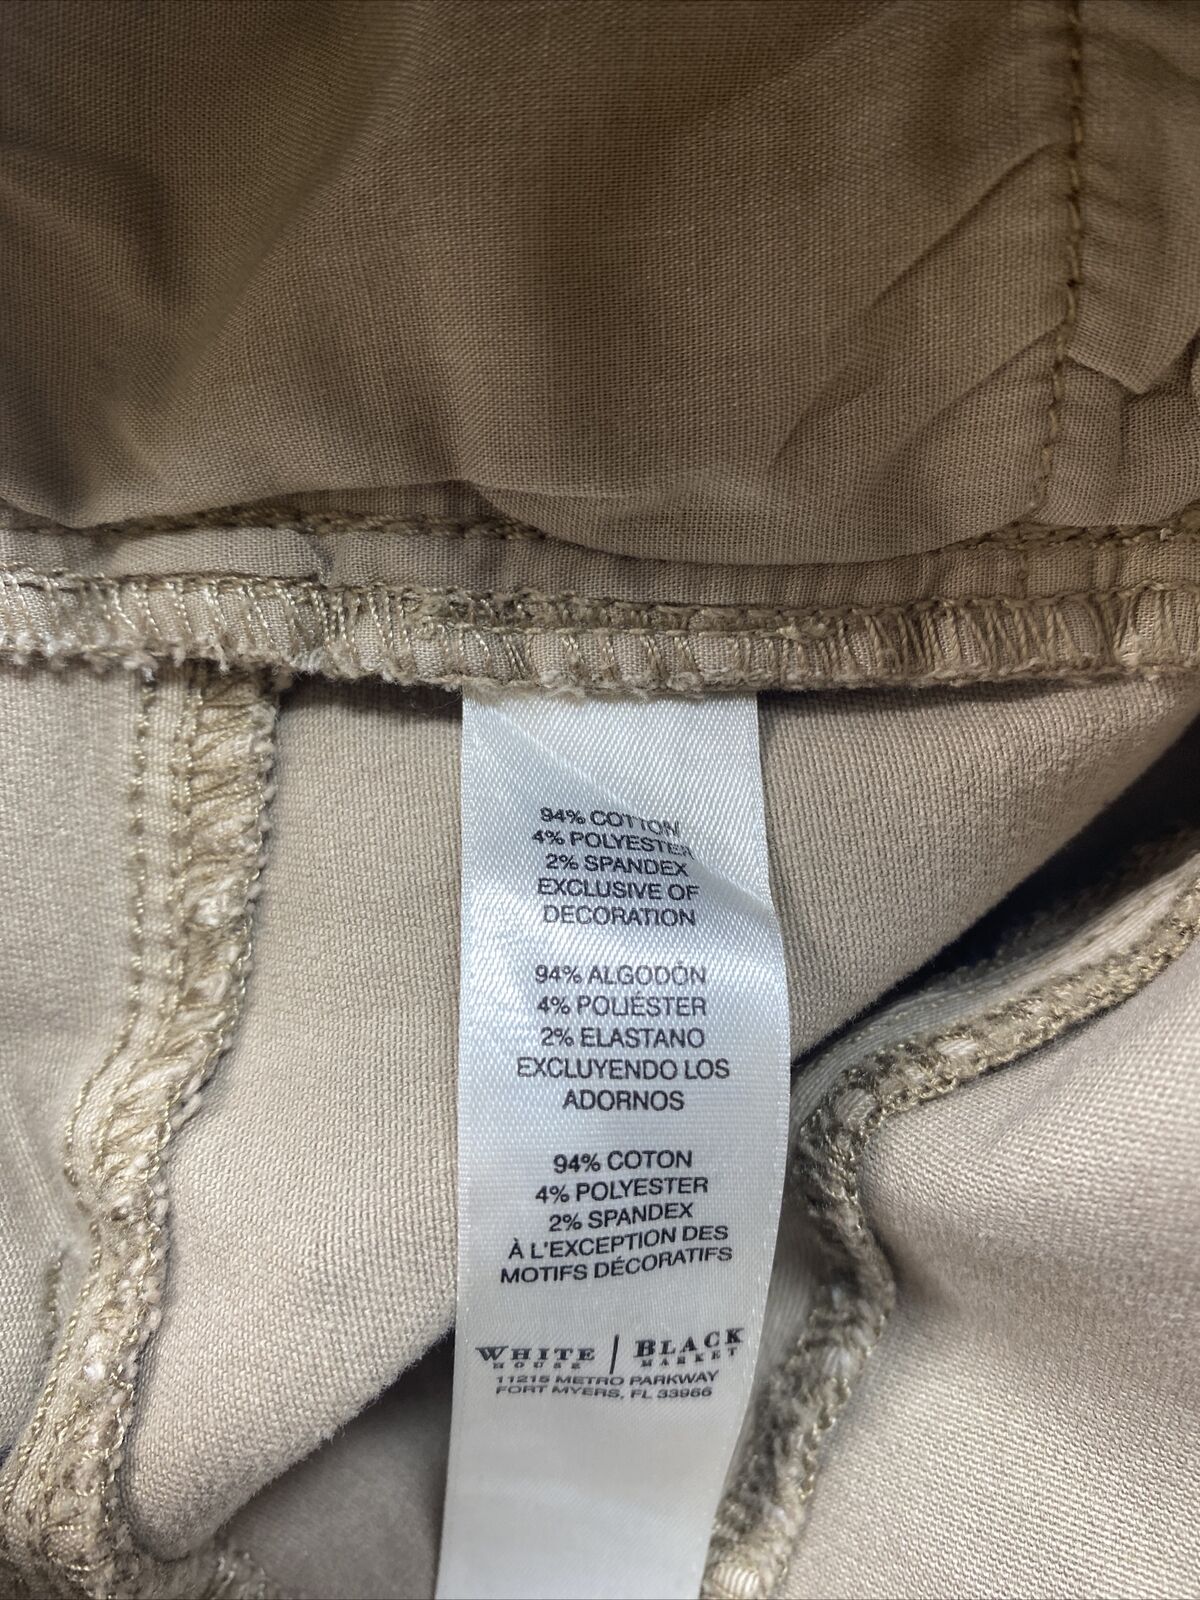 94% COTTON
4% POLYESTER
2% SPANDEX
EXCLUSIVE OF
DECORATION
94% ALGODÓN
4% POLIÉSTER
2% ELASTANO
EXCLUYENDO LOS
ADORNOS
94% COTON
4% POLYESTER
2% SPANDEX
À L'EXCEPTION DES
MOTIFS DÉCORATIFS
WHITE | BLACK
HOUSE MARKET
11215 METRO PARKWAY
FORT MYERS, FL 33966